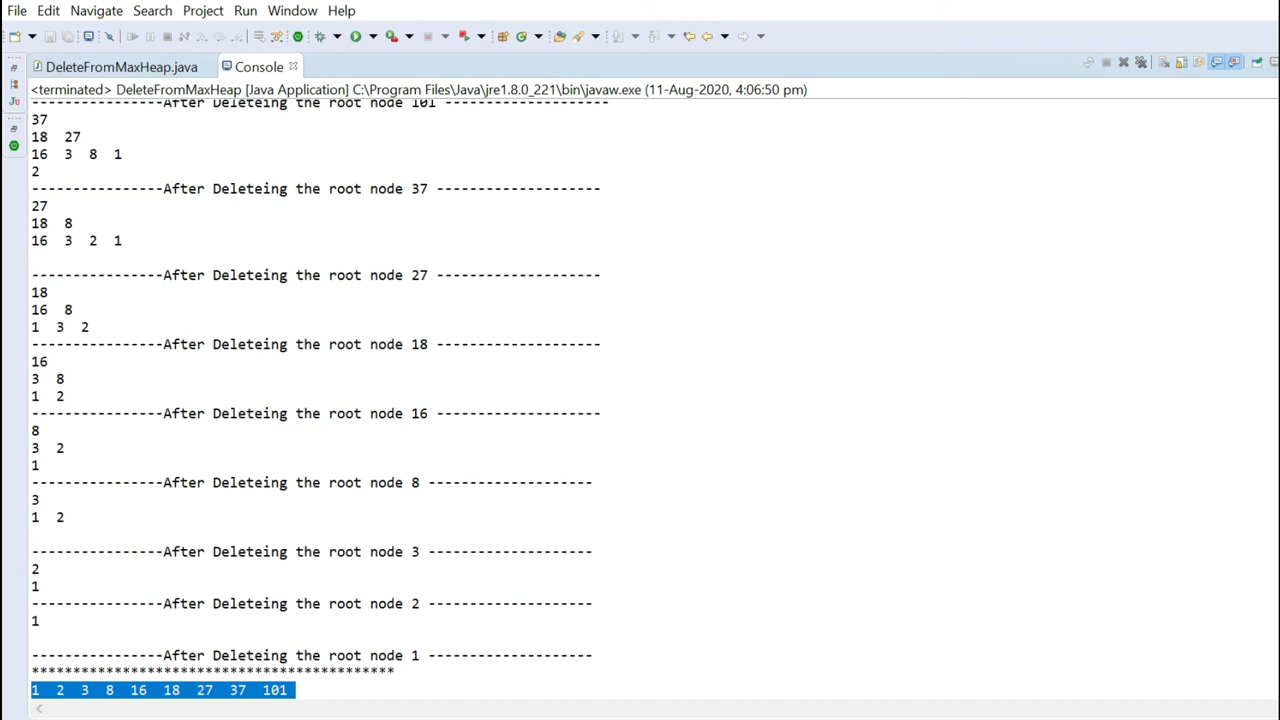 File Edit Navigate Search Project Run Window Help
DeleteFromMaxHeap.java Console
<terminated> DeleteFromMaxHeap [Java Application] C:\Program Files\Java\jre1.8.0_221\bin\javaw.exe (11-Aug-2020, 4:06:50 pm)
----------------After Deleteing the root node 101 --------------------
37
18 27
16 3 8 1
2
----------------After Deleteing the root node 37 --------------------
27
18 8
16 3 2 1
----------------After Deleteing the root node 27 --------------------
18
16 8
1 3 2
----------------After Deleteing the root node 18 --------------------
16
3 8
1 2
----------------After Deleteing the root node 16 --------------------
8
3 2
1
----------------After Deleteing the root node 8 --------------------
3
1 2
----------------After Deleteing the root node 3 --------------------
2
1
----------------After Deleteing the root node 2 --------------------
1
----------------After Deleteing the root node 1 --------------------
********************************************
1 2 3 8 16 18 27 37 101